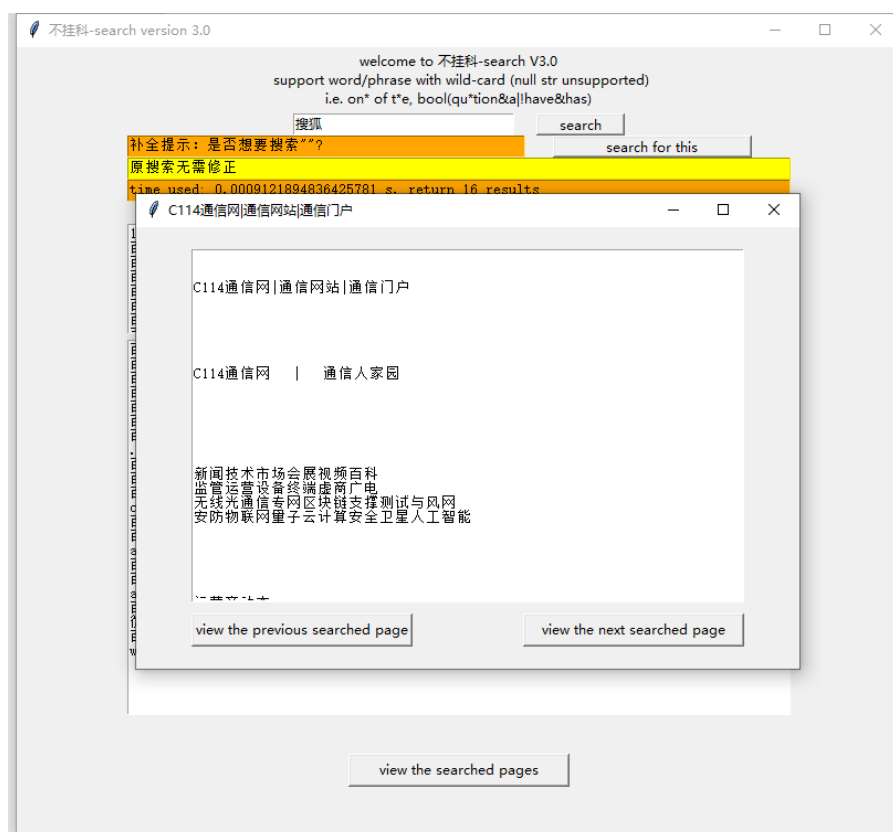 不挂科-search version 3.0
welcome to 不挂科-search V3.0
support word/phrase with wild-card (null str unsupported)
i.e. on* of t*e, bool(qu*tion&a|!have&has)
搜狐
search
补全提示: 是否想要搜索""?
search for this
原搜索无需修正
time used: 0.0009121894836425781 s, return 16 results
C114通信网|通信网站|通信门户
C114通信网|通信网站|通信门户
C114通信网 | 通信人家园
新闻技术市场会展视频百科
监管运营设备终端虚商广电
无线光通信专网区块链支撑测试与风网
安防物联网量子云计算安全卫星人工智能
view the previous searched page
view the next searched page
view the searched pages